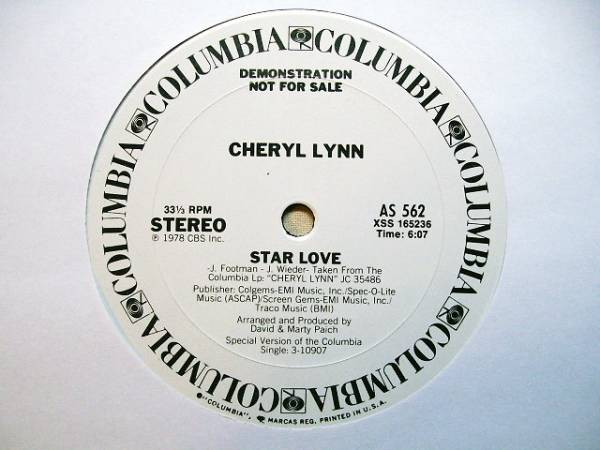 COLUMBIA COLUMBIA COLUMBIA COLUMBIA COLUMBIA COLUMBIA COLUMBIA COLUMBIA
DEMONSTRATION
NOT FOR SALE
CHERYL LYNN
33⅓ RPM
STEREO
℗ 1978 CBS Inc.
AS 562
XSS 165236
Time: 6:07
STAR LOVE
-J. Footman - J. Wieder- Taken From The
Columbia Lp: "CHERYL LYNN" JC 35486
Publisher: Colgems-EMI Music, Inc./Spec-O-Lite
Music (ASCAP)/Screen Gems-EMI Music, Inc./
Traco Music (BMI)
Arranged and Produced by
David & Marty Paich
Special Version of the Columbia
Single: 3-10907
"COLUMBIA", MARCAS REG. PRINTED IN U.S.A.